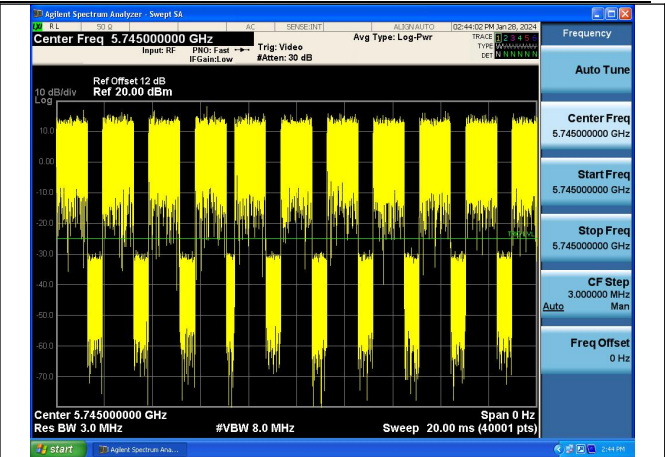 Agilent Spectrum Analyzer - Swept SA
RL 50 Ω AC SENSE:INT ALIGNAUTO 02:44:02 PM Jan 28, 2024
Center Freq 5.745000000 GHz
Input: RF PNO: Fast Trig: Video Avg Type: Log-Pwr TRACE 1 2 3 4 5 6
IFGain:Low #Atten: 30 dB TYPE
DET N N N N N N
Ref Offset 12 dB
10 dB/div Ref 20.00 dBm
Log
10.0
0.00
-10.0
-20.0
-30.0
-40.0
-50.0
-60.0
-70.0
TRIG LVL
Center 5.745000000 GHz Span 0 Hz
Res BW 3.0 MHz #VBW 8.0 MHz Sweep 20.00 ms (40001 pts)
Frequency
Auto Tune
Center Freq
5.745000000 GHz
Start Freq
5.745000000 GHz
Stop Freq
5.745000000 GHz
CF Step
3.000000 MHz
Auto Man
Freq Offset
0 Hz
start Agilent Spectrum Ana... 2:44 PM